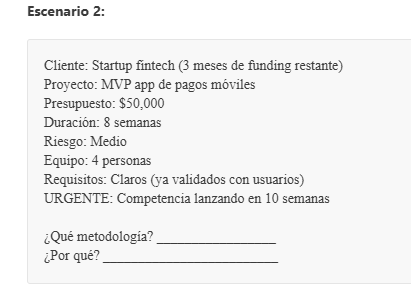 Escenario 2:
Cliente: Startup fintech (3 meses de funding restante)
Proyecto: MVP app de pagos móviles
Presupuesto: $50,000
Duración: 8 semanas
Riesgo: Medio
Equipo: 4 personas
Requisitos: Claros (ya validados con usuarios)
URGENTE: Competencia lanzando en 10 semanas
¿Qué metodología? _________________
¿Por qué? _________________________